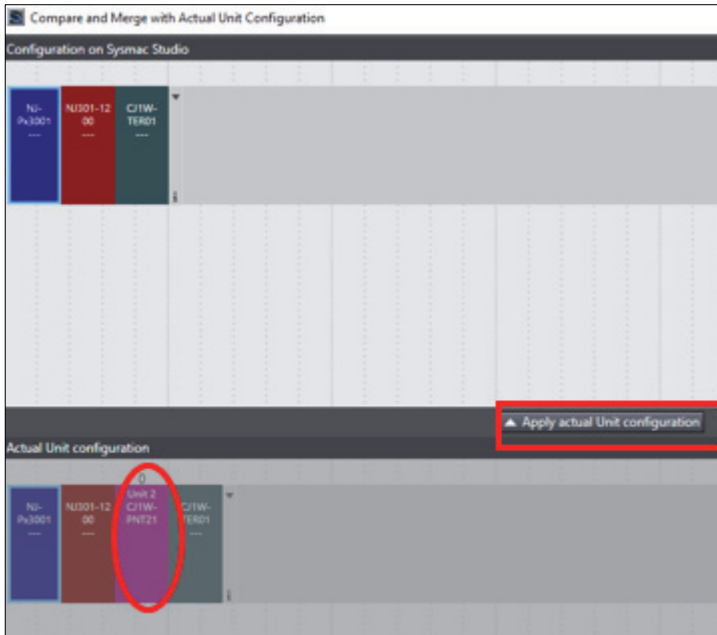 Compare and Merge with Actual Unit Configuration
Configuration on Sysmac Studio
NJ-
Px3001
---
NJ301-12
00
---
CJ1W-
TER01
---
Apply actual Unit configuration
Actual Unit configuration
NJ-
Px3001
---
NJ301-12
00
---
0
Unit 2
CJ1W-
PNT21
CJ1W-
TER01
---